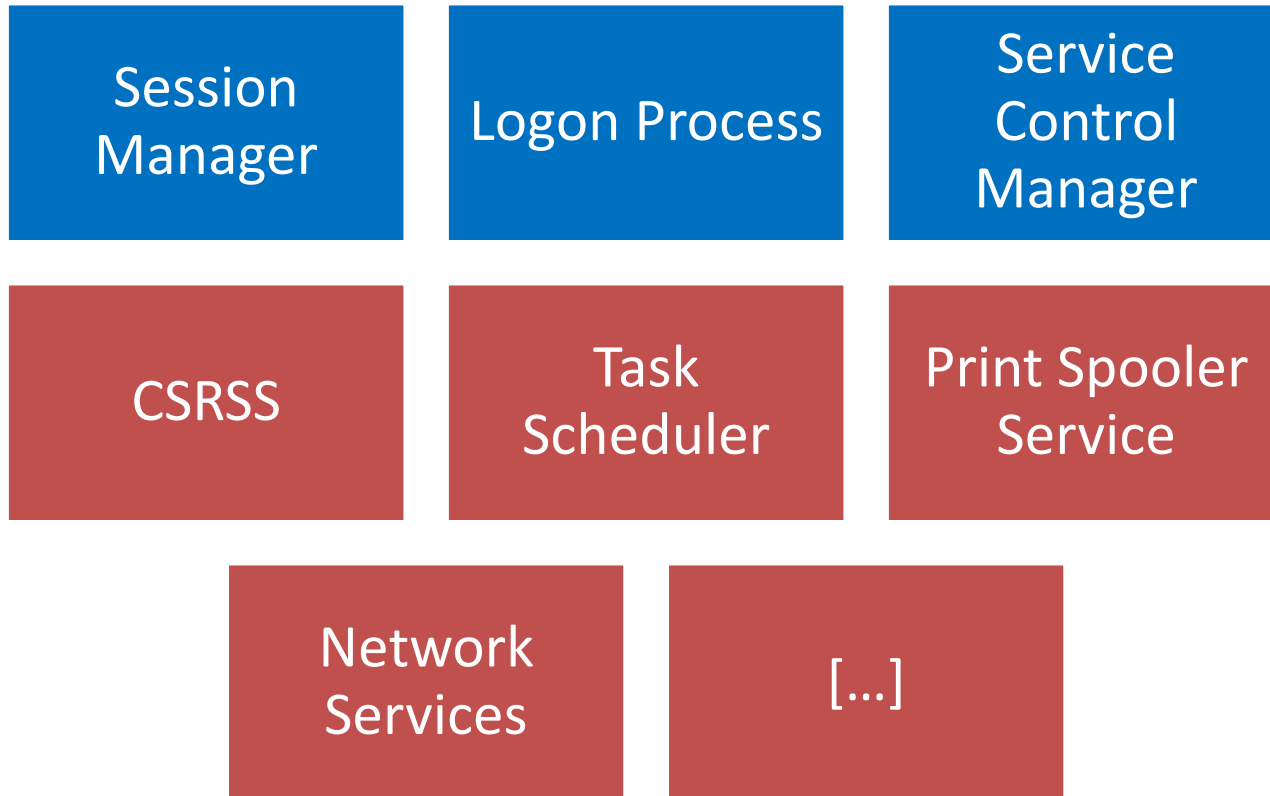 Session
Manager
Logon Process
Service
Control
Manager
CSRSS
Task
Scheduler
Print Spooler
Service
Network
Services
[...]